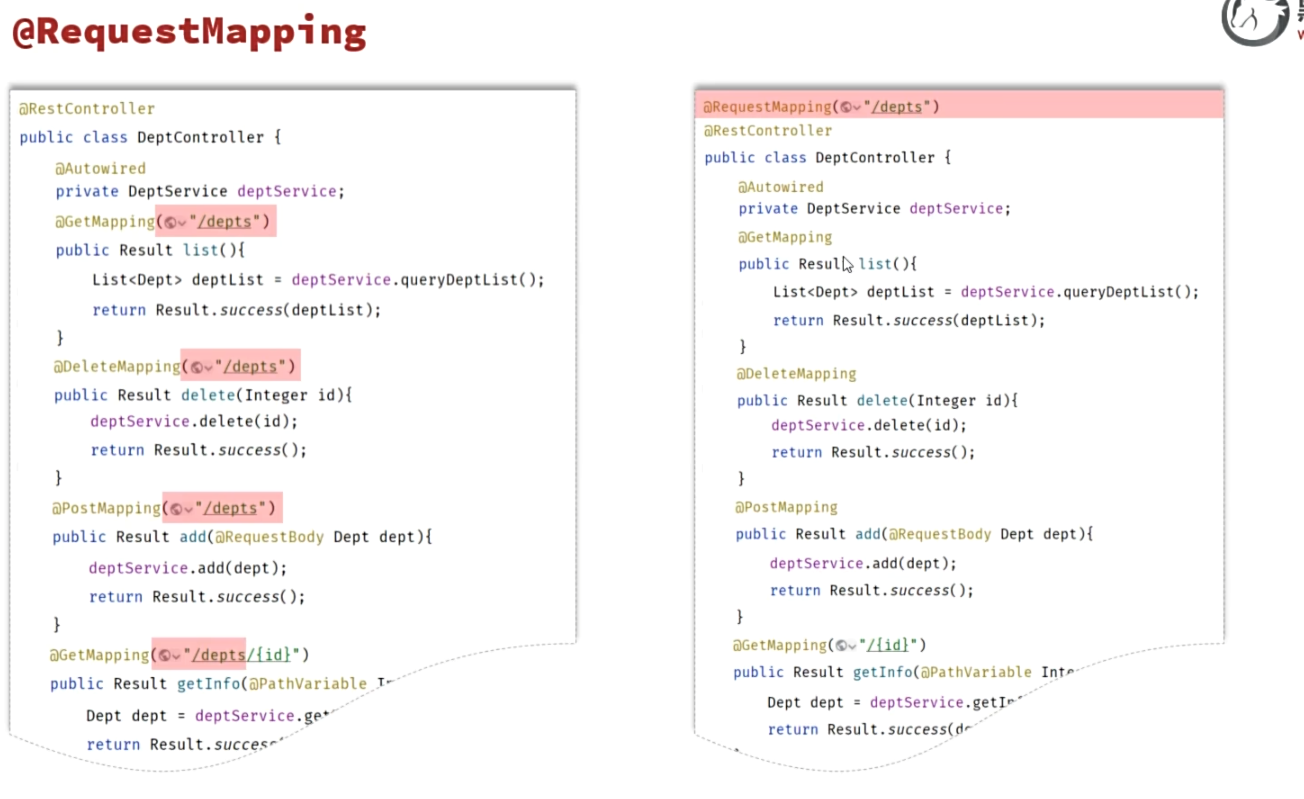 @RequestMapping
@RestController
public class DeptController {
@Autowired
private DeptService deptService;
@GetMapping("/depts")
public Result list(){
List<Dept> deptList = deptService.queryDeptList();
return Result.success(deptList);
}
@DeleteMapping("/depts")
public Result delete(Integer id){
deptService.delete(id);
return Result.success();
}
@PostMapping("/depts")
public Result add(@RequestBody Dept dept){
deptService.add(dept);
return Result.success();
}
@GetMapping("/depts/{id}")
public Result getInfo(@PathVariable
Dept dept = deptService.get
return Result.success
@RequestMapping("/depts")
@RestController
public class DeptController {
@Autowired
private DeptService deptService;
@GetMapping
public Result list(){
List<Dept> deptList = deptService.queryDeptList();
return Result.success(deptList);
}
@DeleteMapping
public Result delete(Integer id){
deptService.delete(id);
return Result.success();
}
@PostMapping
public Result add(@RequestBody Dept dept){
deptService.add(dept);
return Result.success();
}
@GetMapping("/{id}")
public Result getInfo(@PathVariable Inte
Dept dept = deptService.getIn
return Result.success(de